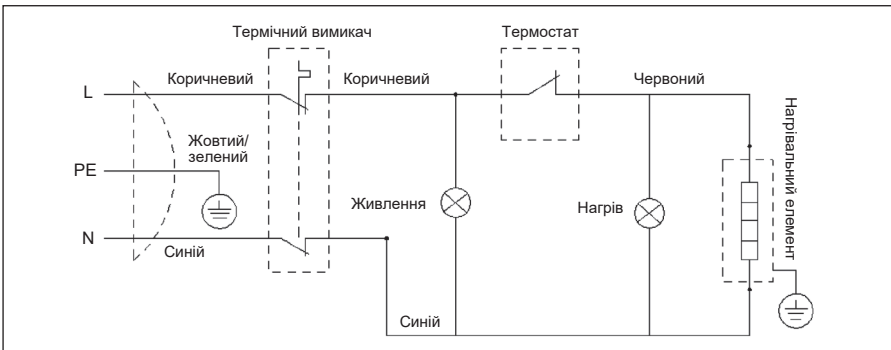 Термічний вимикач
Термостат
L
Коричневий
Коричневий
Червоний
Жовтий/
зелений
PE
Живлення
Нагрів
Нагрівальний елемент
N
Синій
Синій